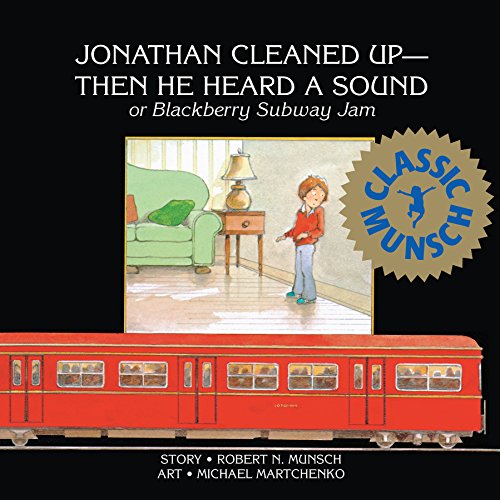 JONATHAN CLEANED UP—
THEN HE HEARD A SOUND
or Blackberry Subway Jam
CLASSIC
MUNSCH
STORY • ROBERT N. MUNSCH
ART • MICHAEL MARTCHENKO